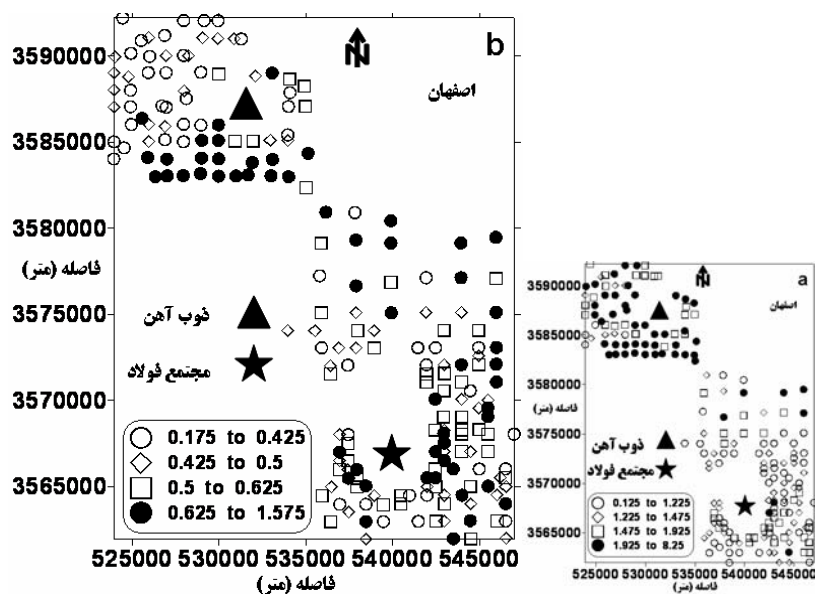 b
N
اصفهان
3590000
3585000
3580000
3575000
3570000
3565000
فاصله (متر)
ذوب آهن
مجتمع فولاد
0.175 to 0.425
0.425 to 0.5
0.5 to 0.625
0.625 to 1.575
525000 530000 535000 540000 545000
فاصله (متر)
a
N
اصفهان
3590000
3585000
3580000
3575000
3570000
3565000
ذوب آهن
مجتمع فولاد
0.125 to 1.225
1.225 to 1.475
1.475 to 1.925
1.925 to 8.25
525000 530000 535000 540000 545000
فاصله (متر)